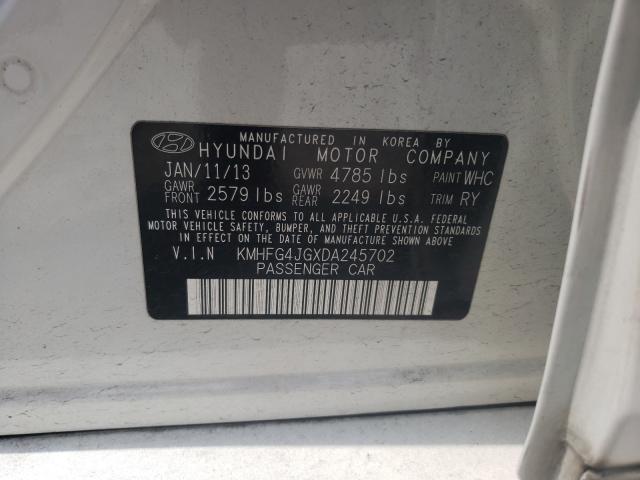 MANUFACTURED IN KOREA BY
HYUNDAI MOTOR COMPANY
JAN/11/13 GVWR 4785 lbs PAINT WHC
GAWR FRONT 2579 lbs GAWR REAR 2249 lbs TRIM RY
THIS VEHICLE CONFORMS TO ALL APPLICABLE U.S.A. FEDERAL
MOTOR VEHICLE SAFETY, BUMPER, AND THEFT PREVENTION STANDARDS
IN EFFECT ON THE DATE OF MANUFACTURE SHOWN ABOVE.
V.I.N KMHFG4JGXDA245702
PASSENGER CAR